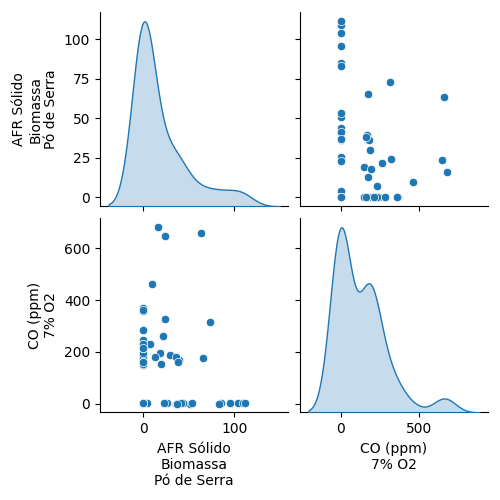 100
75
50
25
0
AFR Sólido
Biomassa
Pó de Serra
600
400
200
0
CO (ppm)
7% O2
0
100
AFR Sólido
Biomassa
Pó de Serra
0
500
CO (ppm)
7% O2